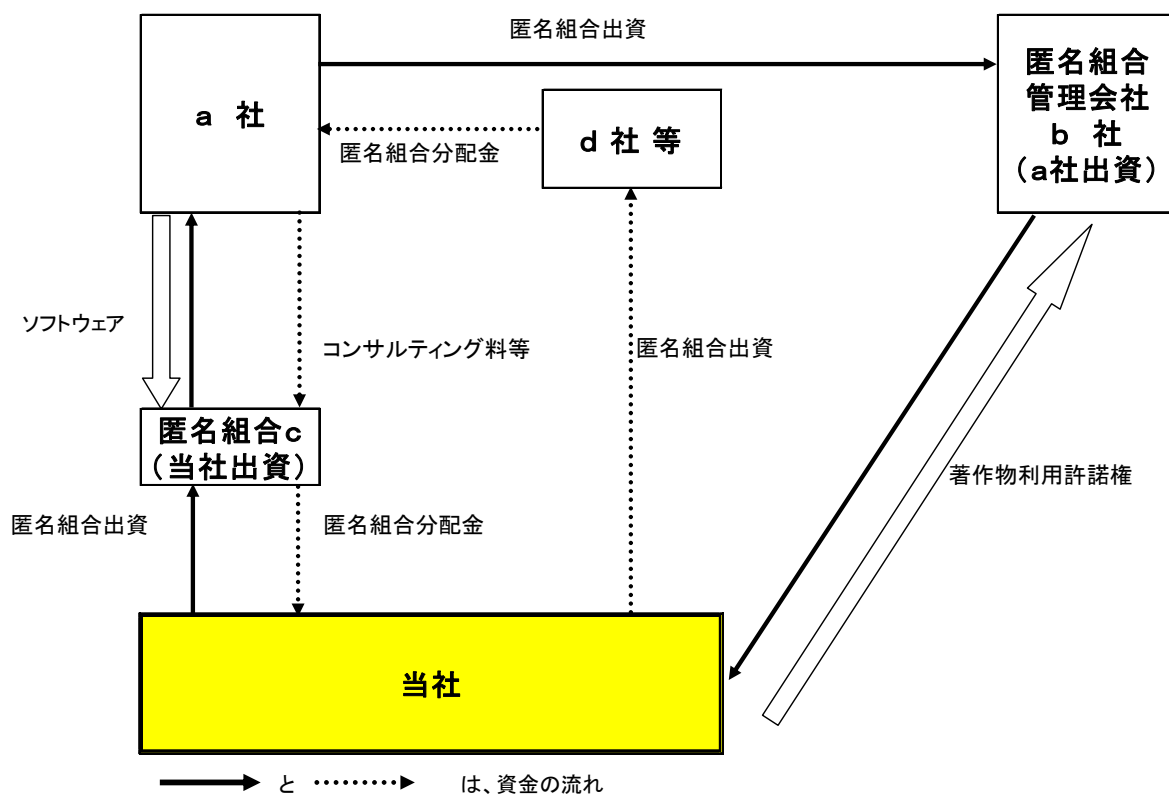 匿名組合出資
a 社
匿名組合分配金
d 社 等
匿名組合
管理会社
b 社
(a社出資)
ソフトウェア
コンサルティング料等
匿名組合出資
匿名組合c
(当社出資)
著作物利用許諾権
匿名組合出資
匿名組合分配金
当社
と は、資金の流れ